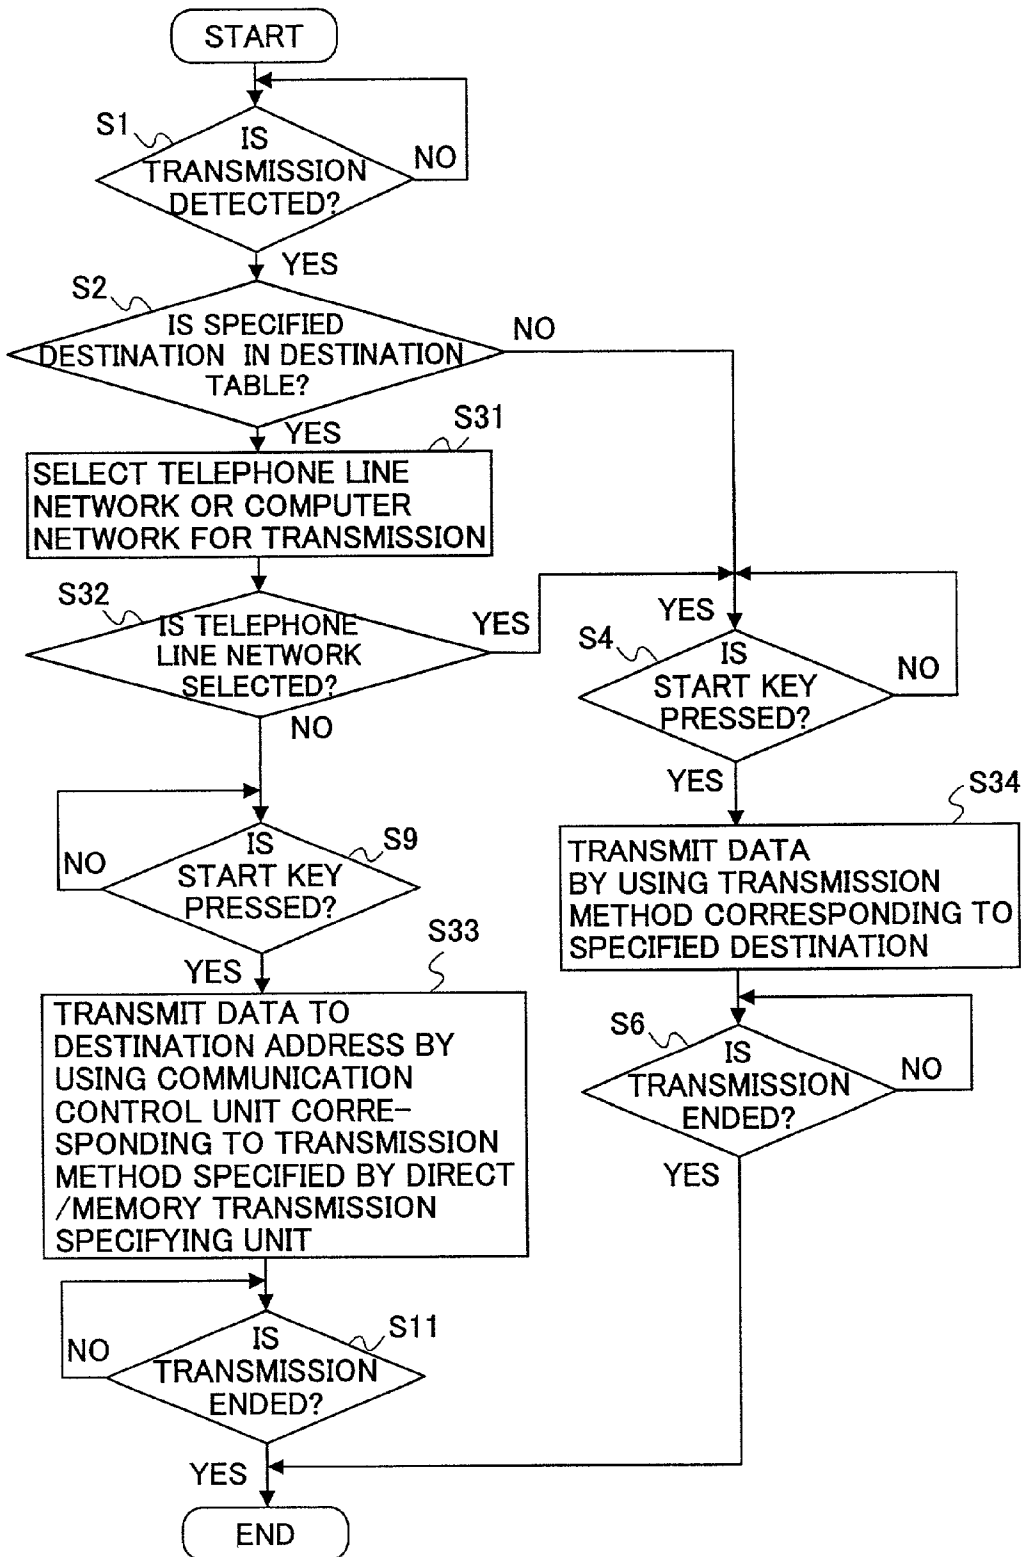 START
S1
IS
TRANSMISSION
DETECTED?
NO
YES
S2
IS SPECIFIED
DESTINATION IN DESTINATION
TABLE?
NO
YES
S31
SELECT TELEPHONE LINE
NETWORK OR COMPUTER
NETWORK FOR TRANSMISSION
S32
IS TELEPHONE
LINE NETWORK
SELECTED?
YES
NO
YES
S4
IS
START KEY
PRESSED?
NO
YES
S34
TRANSMIT DATA
BY USING TRANSMISSION
METHOD CORRESPONDING TO
SPECIFIED DESTINATION
S6
IS
TRANSMISSION
ENDED?
NO
YES
S9
IS
START KEY
PRESSED?
NO
YES
S33
TRANSMIT DATA TO
DESTINATION ADDRESS BY
USING COMMUNICATION
CONTROL UNIT CORRE-
SPONDING TO TRANSMISSION
METHOD SPECIFIED BY DIRECT
/MEMORY TRANSMISSION
SPECIFYING UNIT
S11
IS
TRANSMISSION
ENDED?
NO
YES
END